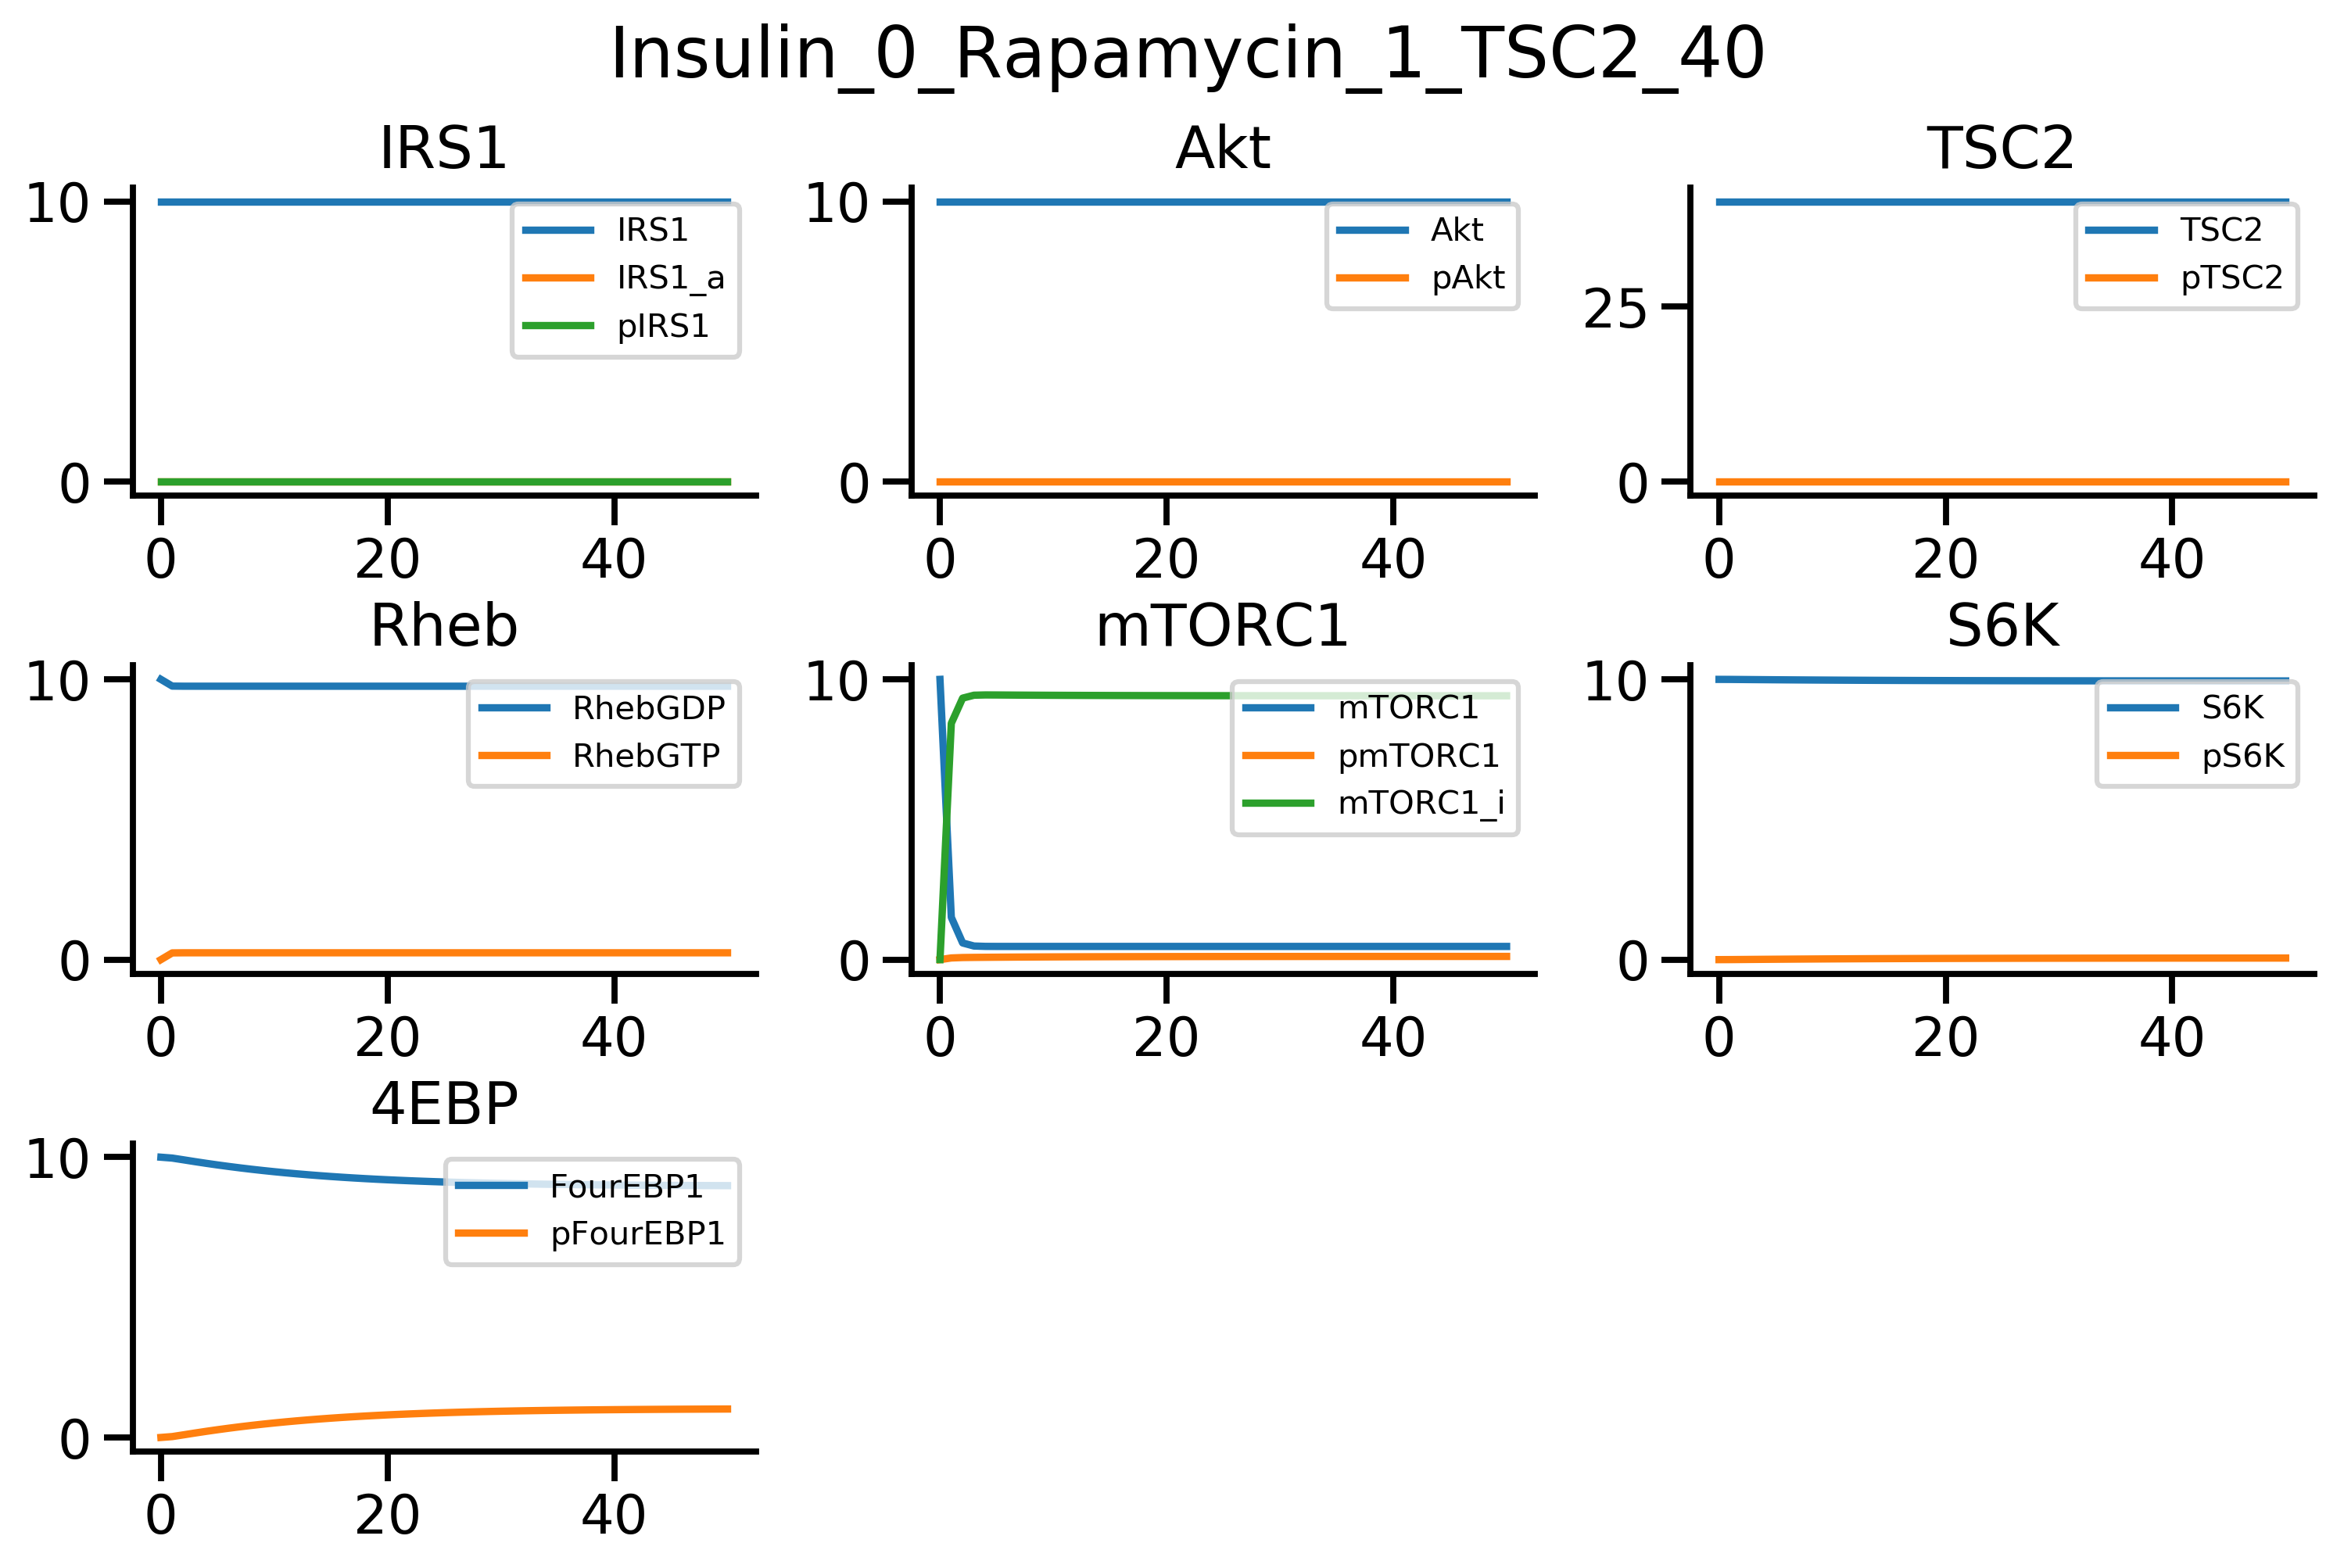 Insulin_0_Rapamycin_1_TSC2_40
IRS1
10
0
0 20 40
IRS1
IRS1_a
pIRS1
Akt
10
0
0 20 40
Akt
pAkt
TSC2
25
0
0 20 40
TSC2
pTSC2
Rheb
10
0
0 20 40
RhebGDP
RhebGTP
mTORC1
10
0
0 20 40
mTORC1
pmTORC1
mTORC1_i
S6K
10
0
0 20 40
S6K
pS6K
4EBP
10
0
0 20 40
FourEBP1
pFourEBP1